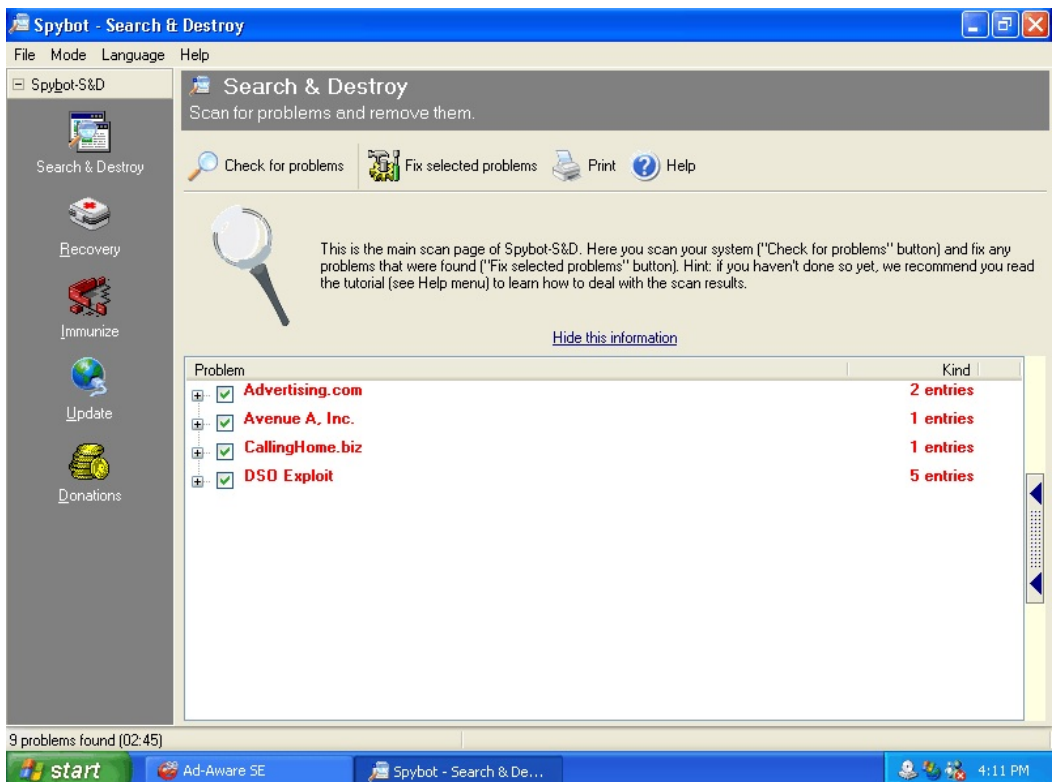 Spybot - Search & Destroy
File Mode Language Help
Spybot-S&D
Search & Destroy
Recovery
Immunize
Update
Donations
Search & Destroy
Scan for problems and remove them.
Check for problems Fix selected problems Print Help
This is the main scan page of Spybot-S&D. Here you scan your system ("Check for problems" button) and fix any
problems that were found ("Fix selected problems" button). Hint: if you haven't done so yet, we recommend you read
the tutorial (see Help menu) to learn how to deal with the scan results.
Hide this information
Problem Kind
Advertising.com 2 entries
Avenue A, Inc. 1 entries
CallingHome.biz 1 entries
DSO Exploit 5 entries
9 problems found (02:45)
start Ad-Aware SE Spybot - Search & De... 4:11 PM